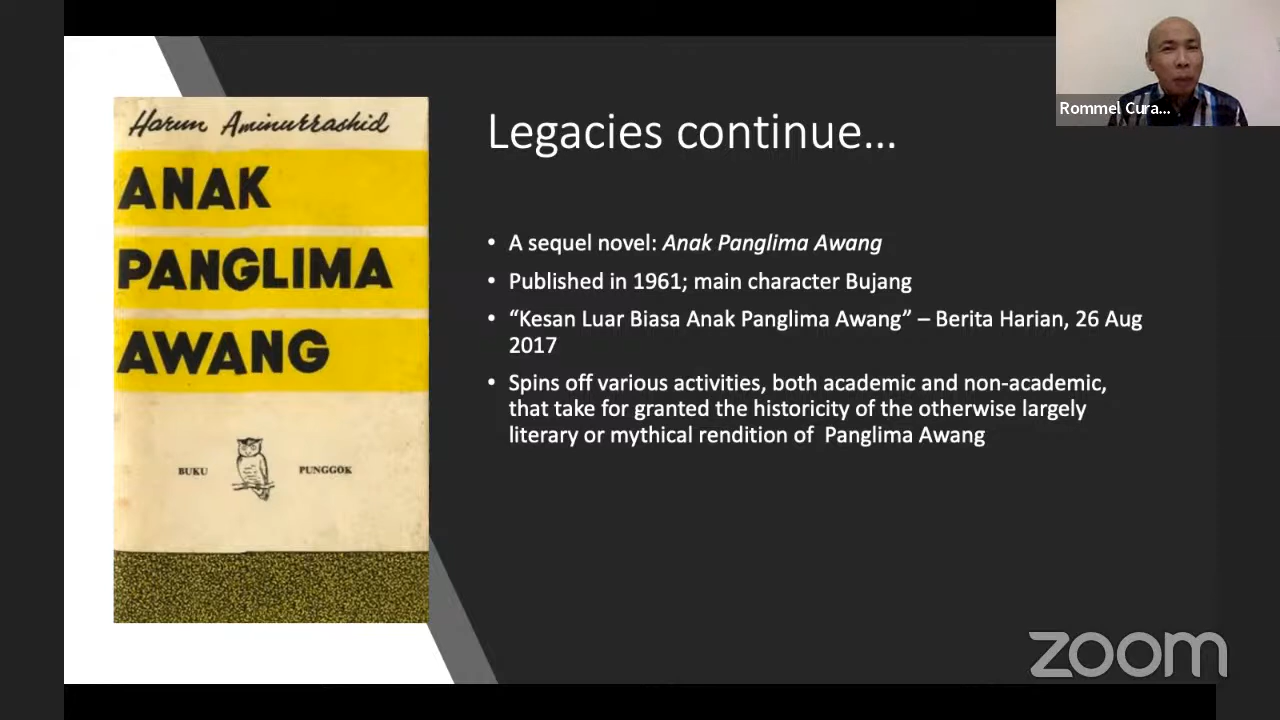 Harun Aminurrashid
ANAK
PANGLIMA
AWANG
BUKU PUNGGOK
Legacies continue…
• A sequel novel: Anak Panglima Awang
• Published in 1961; main character Bujang
• “Kesan Luar Biasa Anak Panglima Awang” – Berita Harian, 26 Aug
2017
• Spins off various activities, both academic and non-academic,
that take for granted the historicity of the otherwise largely
literary or mythical rendition of Panglima Awang
Rommel Cura...
zoom